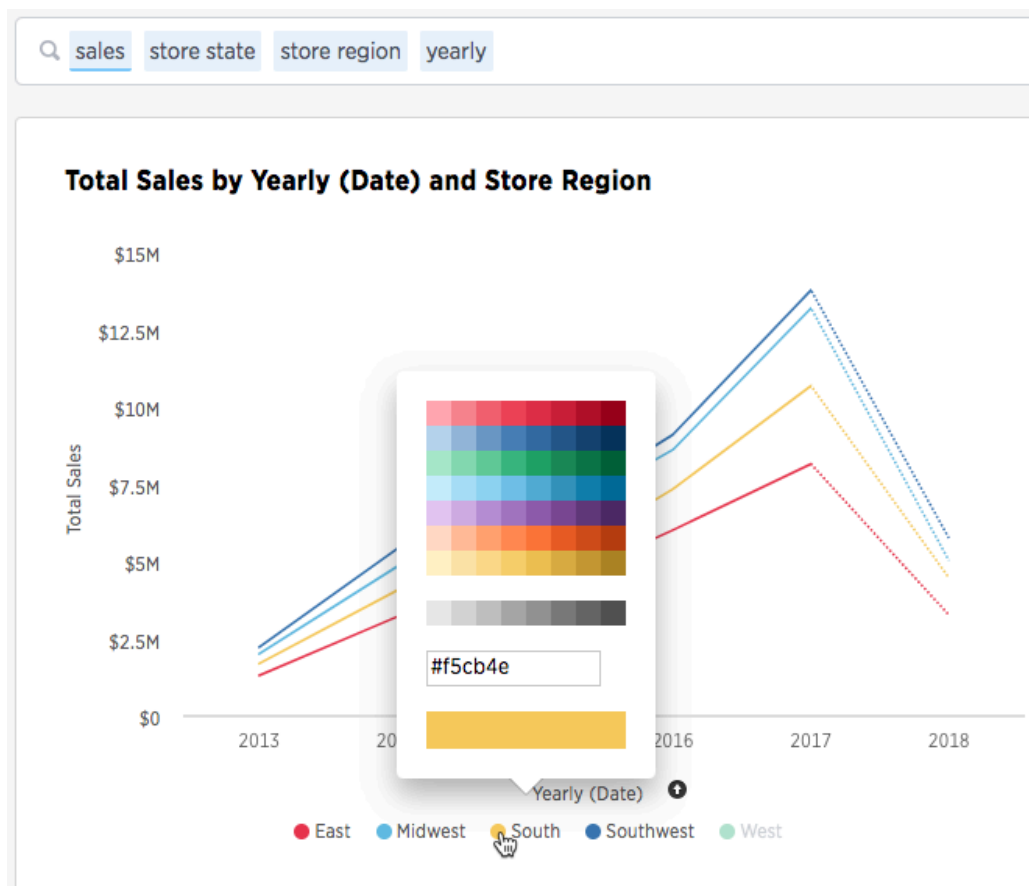 sales store state store region yearly
Total Sales by Yearly (Date) and Store Region
$15M
$12.5M
$10M
$7.5M
$5M
$2.5M
$0
Total Sales
#f5cb4e
2013 20 2016 2017 2018
Yearly (Date)
East Midwest South Southwest West